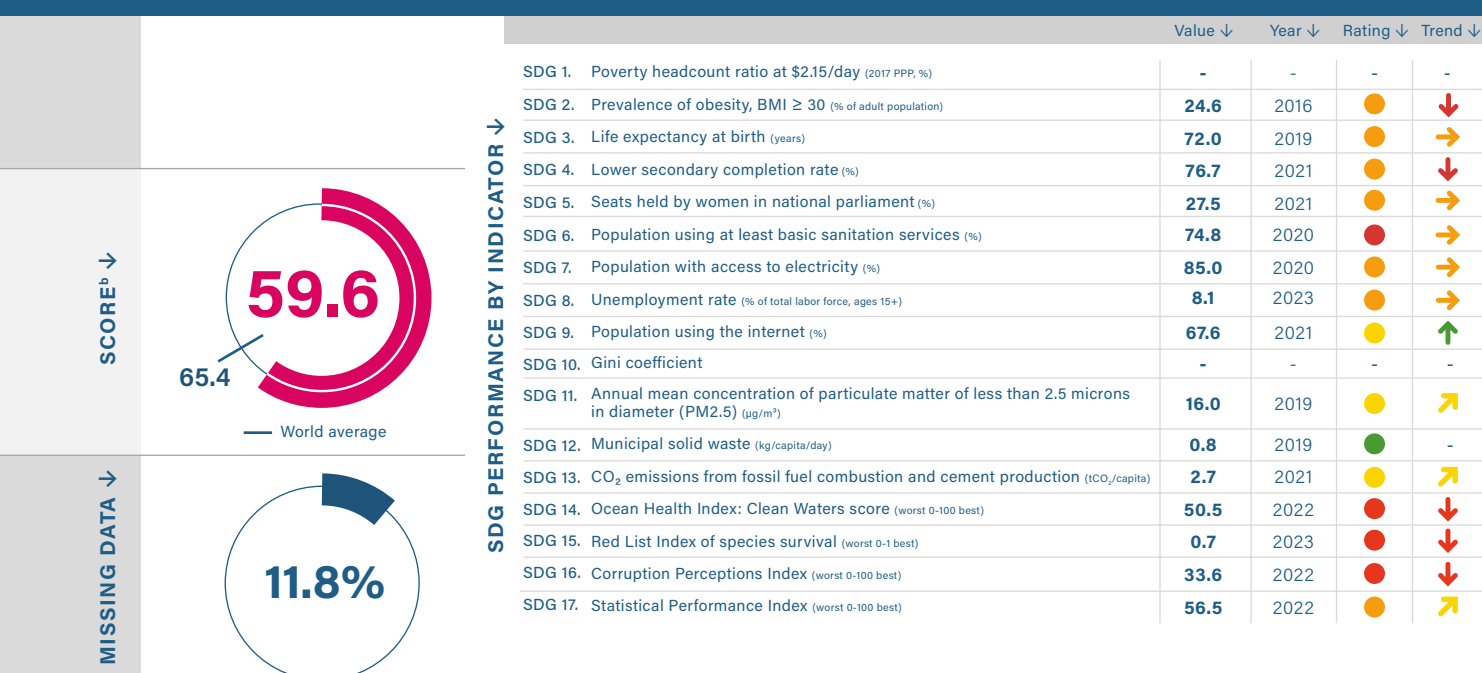 Value ↓ Year ↓ Rating ↓ Trend ↓
SCOREᵇ →
59.6
65.4
World average
MISSING DATA →
11.8%
SDG PERFORMANCE BY INDICATOR →
SDG 1. Poverty headcount ratio at $2.15/day (2017 PPP, %) - - - -
SDG 2. Prevalence of obesity, BMI ≥ 30 (% of adult population) 24.6 2016
SDG 3. Life expectancy at birth (years) 72.0 2019
SDG 4. Lower secondary completion rate (%) 76.7 2021
SDG 5. Seats held by women in national parliament (%) 27.5 2021
SDG 6. Population using at least basic sanitation services (%) 74.8 2020
SDG 7. Population with access to electricity (%) 85.0 2020
SDG 8. Unemployment rate (% of total labor force, ages 15+) 8.1 2023
SDG 9. Population using the internet (%) 67.6 2021
SDG 10. Gini coefficient - - - -
SDG 11. Annual mean concentration of particulate matter of less than 2.5 microns
in diameter (PM2.5) (µg/m³) 16.0 2019
SDG 12. Municipal solid waste (kg/capita/day) 0.8 2019 -
SDG 13. CO₂ emissions from fossil fuel combustion and cement production (tCO₂/capita) 2.7 2021
SDG 14. Ocean Health Index: Clean Waters score (worst 0-100 best) 50.5 2022
SDG 15. Red List Index of species survival (worst 0-1 best) 0.7 2023
SDG 16. Corruption Perceptions Index (worst 0-100 best) 33.6 2022
SDG 17. Statistical Performance Index (worst 0-100 best) 56.5 2022